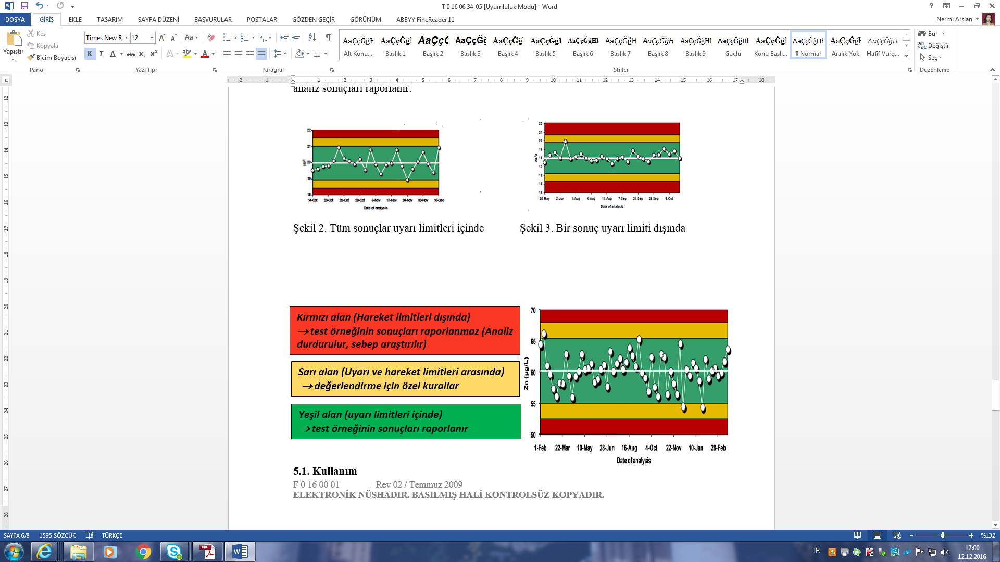 T 0 16 06 34-05 [Uyumluluk Modu] - Word
DOSYA GİRİŞ EKLE TASARIM SAYFA DÜZENİ BAŞVURULAR POSTALAR GÖZDEN GEÇİR GÖRÜNÜM ABBYY FineReader 11
Nermi Arslan
Yapıştır
Kes
Kopyala
Biçim Boyacısı
Pano
Times New R 12
K T A abc x₂ x² A A
Yazı Tipi
Paragraf
AaÇçĞğH AaÇçĞğ AaÇçĞ AaÇçĞğ AaÇçĞğ AaÇçĞğI AaÇçĞğHh AaÇçĞğH AaÇçĞğH AaÇçĞğHI AaÇçĞğHl AaÇçĞğ AaÇçĞğHl AaÇçĞğI AaÇçĞğHI
Alt Konu... Başlık 1 Başlık 2 Başlık 3 Başlık 4 Başlık 5 Başlık 6 Başlık 7 Başlık 8 Başlık 9 Güçlü Konu Başlı... ¶ Normal Aralık Yok Hafif Vurg...
Stiller
Bul
Değiştir
Seç
Düzenleme
2 1 1 2 3 4 5 6 7 8 9 10 11 12 13 14 15 16 17 18
12
13
14
15
16
17
18
19
20
21
22
23
24
25
26
27
28
analiz sonuçları raporlanır.
22
21
20
19
18
µg/l
14-Oct 20-Oct 26-Oct 29-Oct 5-Nov 17-Nov 24-Nov 30-Nov 10-Dec
Date of analysis
22
21
20
19
18
17
16
15
14
µg/g
25-May 2-Jun 1-Aug 4-Aug 11-Aug 7-Sep 21-Sep 28-Sep 6-Oct
Date of analysis
Şekil 2. Tüm sonuçlar uyarı limitleri içinde
Şekil 3. Bir sonuç uyarı limiti dışında
Kırmızı alan (Hareket limitleri dışında)
→ test örneğinin sonuçları raporlanmaz (Analiz
durdurulur, sebep araştırılır)
Sarı alan (Uyarı ve hareket limitleri arasında)
→ değerlendirme için özel kurallar
Yeşil alan (uyarı limitleri içinde)
→ test örneğinin sonuçları raporlanır
70
65
60
55
50
Zn (µg/L)
1-Feb 22-Mar 10-May 28-Jun 16-Aug 4-Oct 22-Nov 10-Jan 28-Feb
Date of analysis
5.1. Kullanım
F 0 16 00 01 Rev 02 / Temmuz 2009
ELEKTRONİK NÜSHADIR. BASILMIŞ HALİ KONTROLSÜZ KOPYADIR.
SAYFA 6/8 1595 SÖZCÜK TÜRKÇE
%132
TR
17:00
12.12.2016